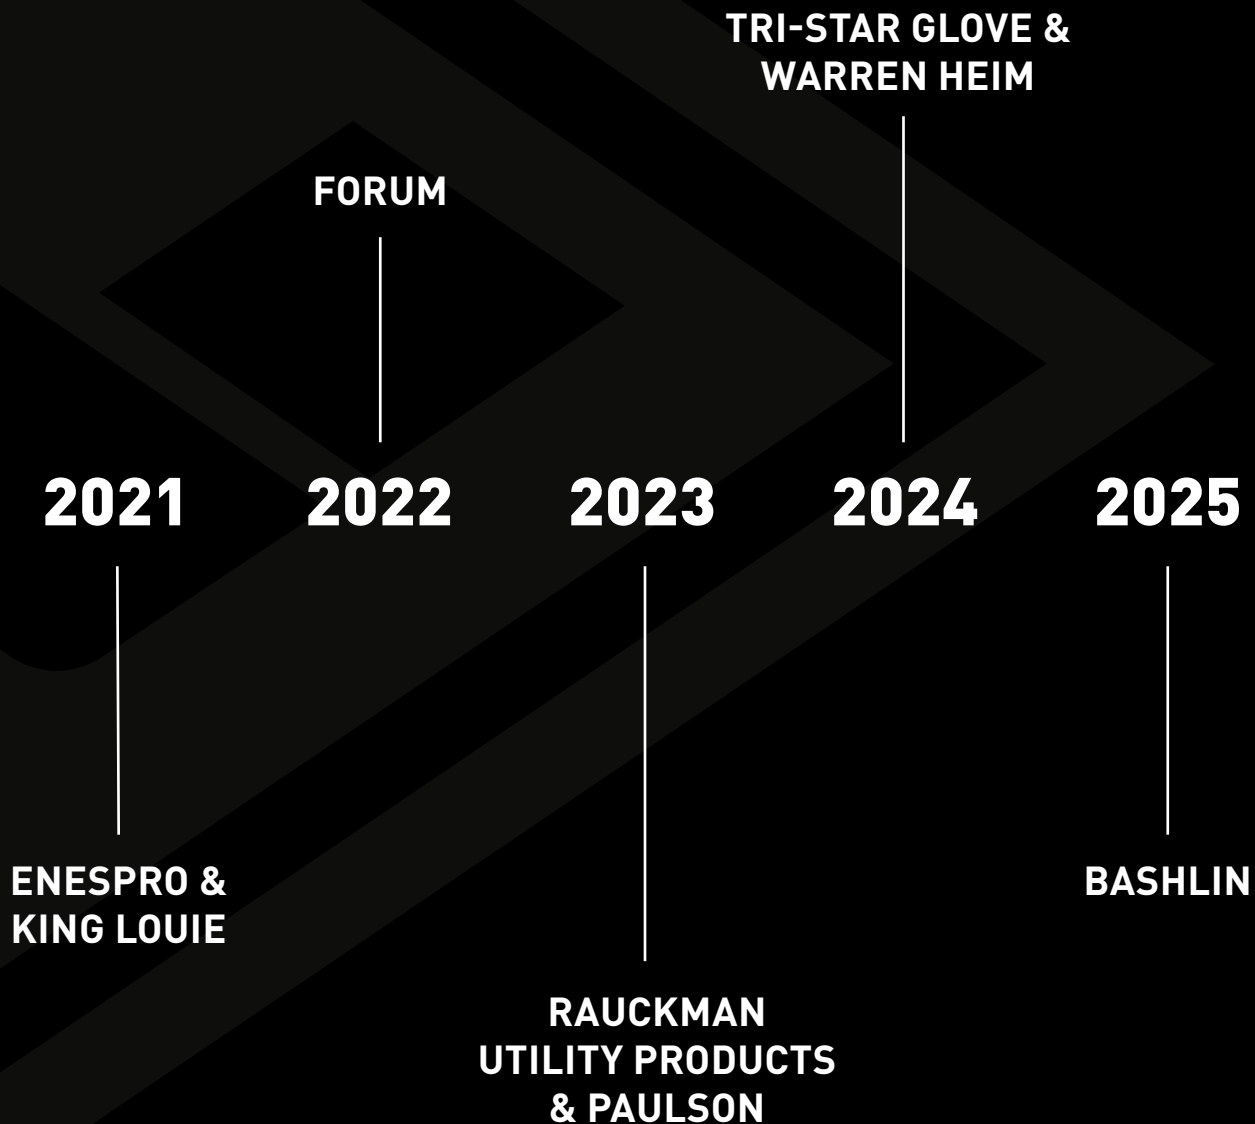 TRI-STAR GLOVE &
WARREN HEIM
FORUM
2021
2022
2023
2024
2025
ENESPRO &
KING LOUIE
BASHLIN
RAUCKMAN
UTILITY PRODUCTS
& PAULSON